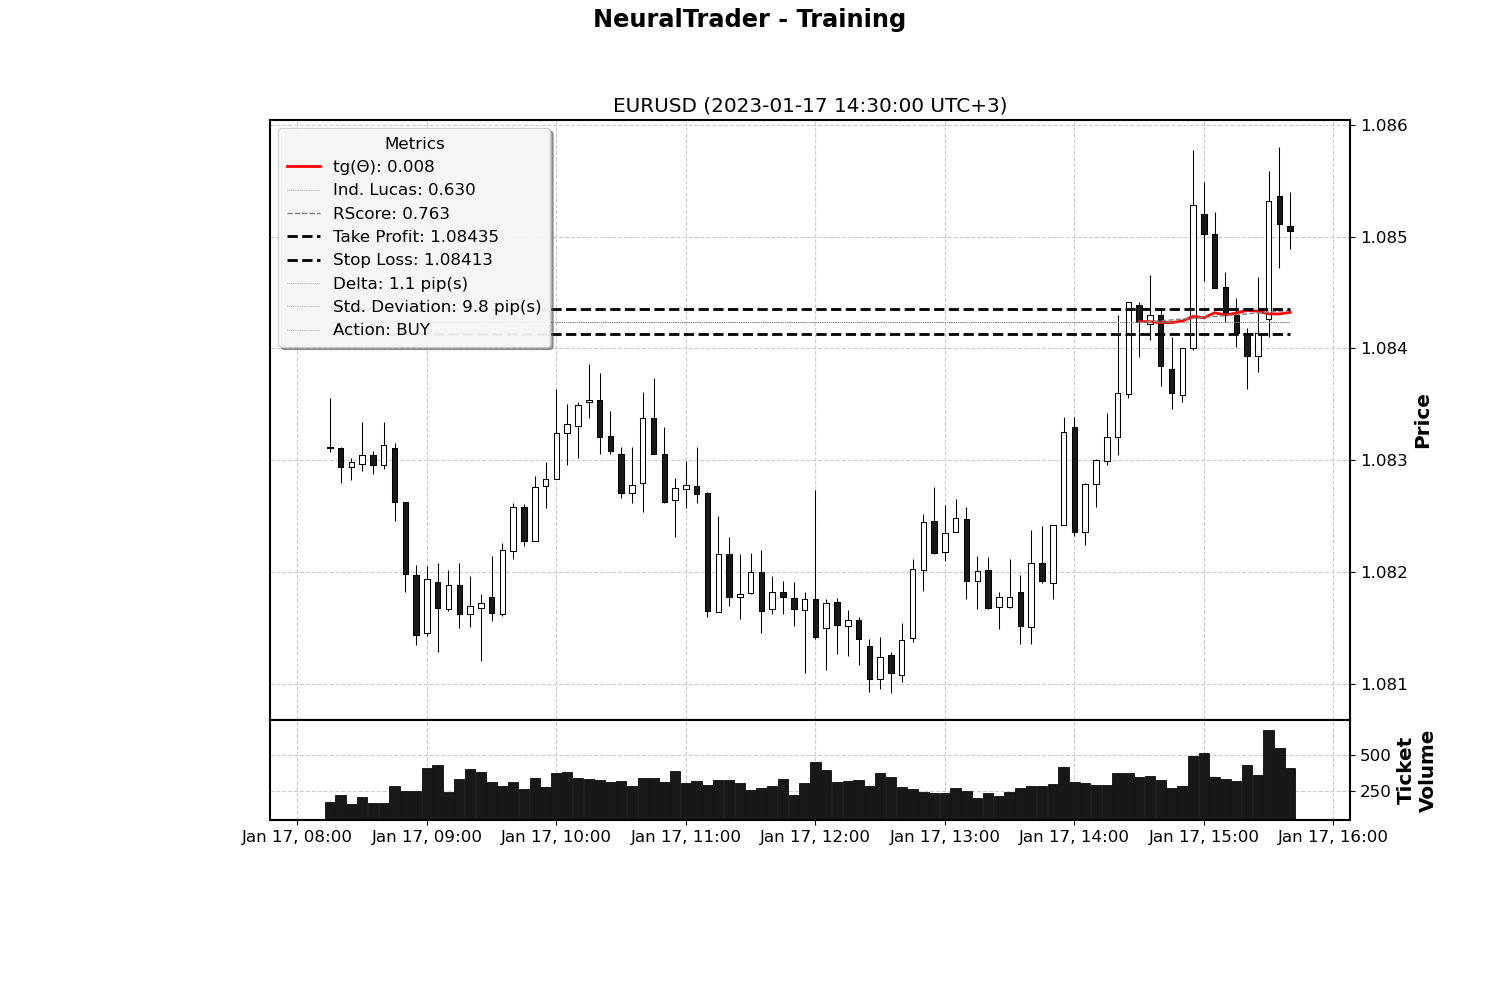 NeuralTrader - Training
EURUSD (2023-01-17 14:30:00 UTC+3)
Metrics
tg(Θ): 0.008
Ind. Lucas: 0.630
RScore: 0.763
Take Profit: 1.08435
Stop Loss: 1.08413
Delta: 1.1 pip(s)
Std. Deviation: 9.8 pip(s)
Action: BUY
1.086
1.085
1.084
1.083
1.082
1.081
Price
500
250
Ticket
Volume
Jan 17, 08:00
Jan 17, 09:00
Jan 17, 10:00
Jan 17, 11:00
Jan 17, 12:00
Jan 17, 13:00
Jan 17, 14:00
Jan 17, 15:00
Jan 17, 16:00